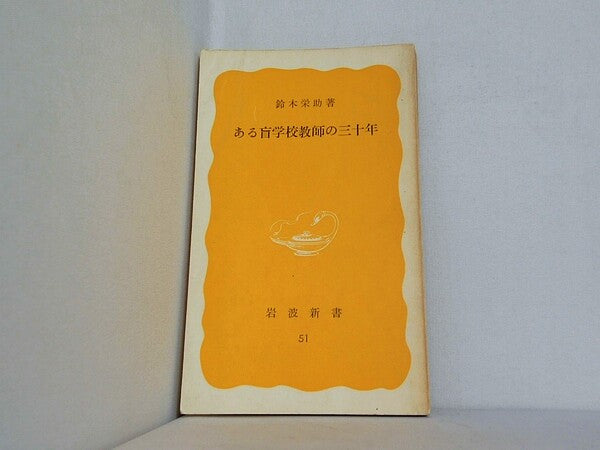 鈴木栄助著
ある盲学校教師の三十年
岩波新書
51